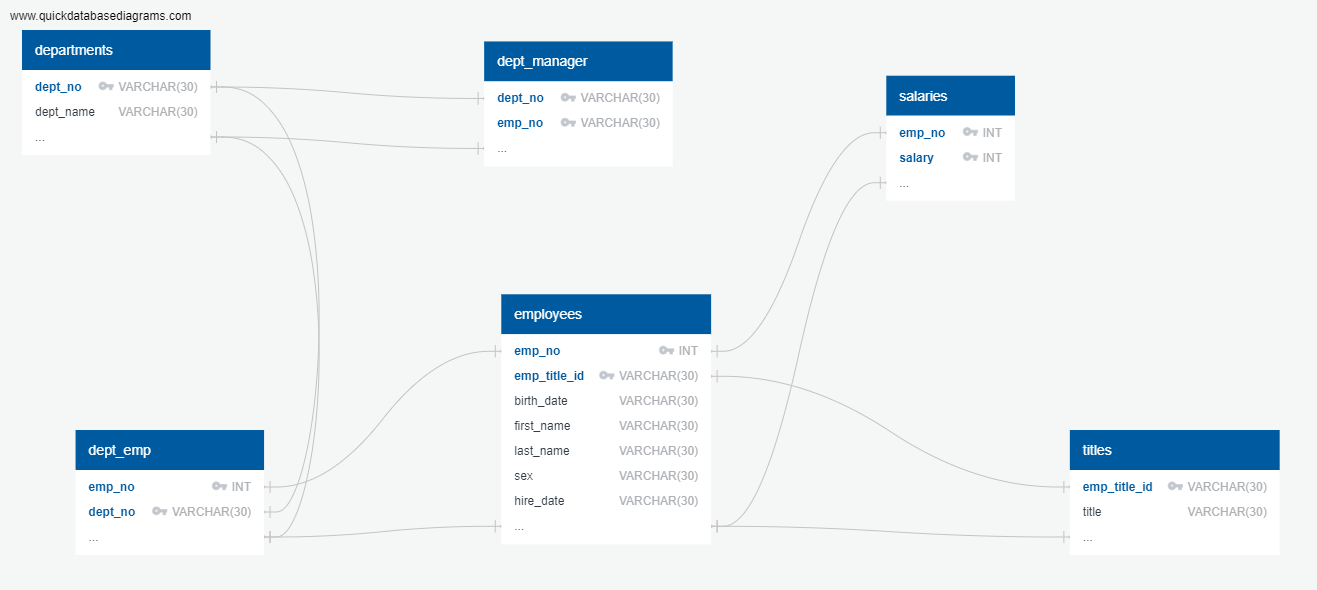 www.quickdatabasediagrams.com
departments
dept_no VARCHAR(30)
dept_name VARCHAR(30)
...
dept_manager
dept_no VARCHAR(30)
emp_no VARCHAR(30)
...
salaries
emp_no INT
salary INT
...
employees
emp_no INT
emp_title_id VARCHAR(30)
birth_date VARCHAR(30)
first_name VARCHAR(30)
last_name VARCHAR(30)
sex VARCHAR(30)
hire_date VARCHAR(30)
...
dept_emp
emp_no INT
dept_no VARCHAR(30)
...
titles
emp_title_id VARCHAR(30)
title VARCHAR(30)
...